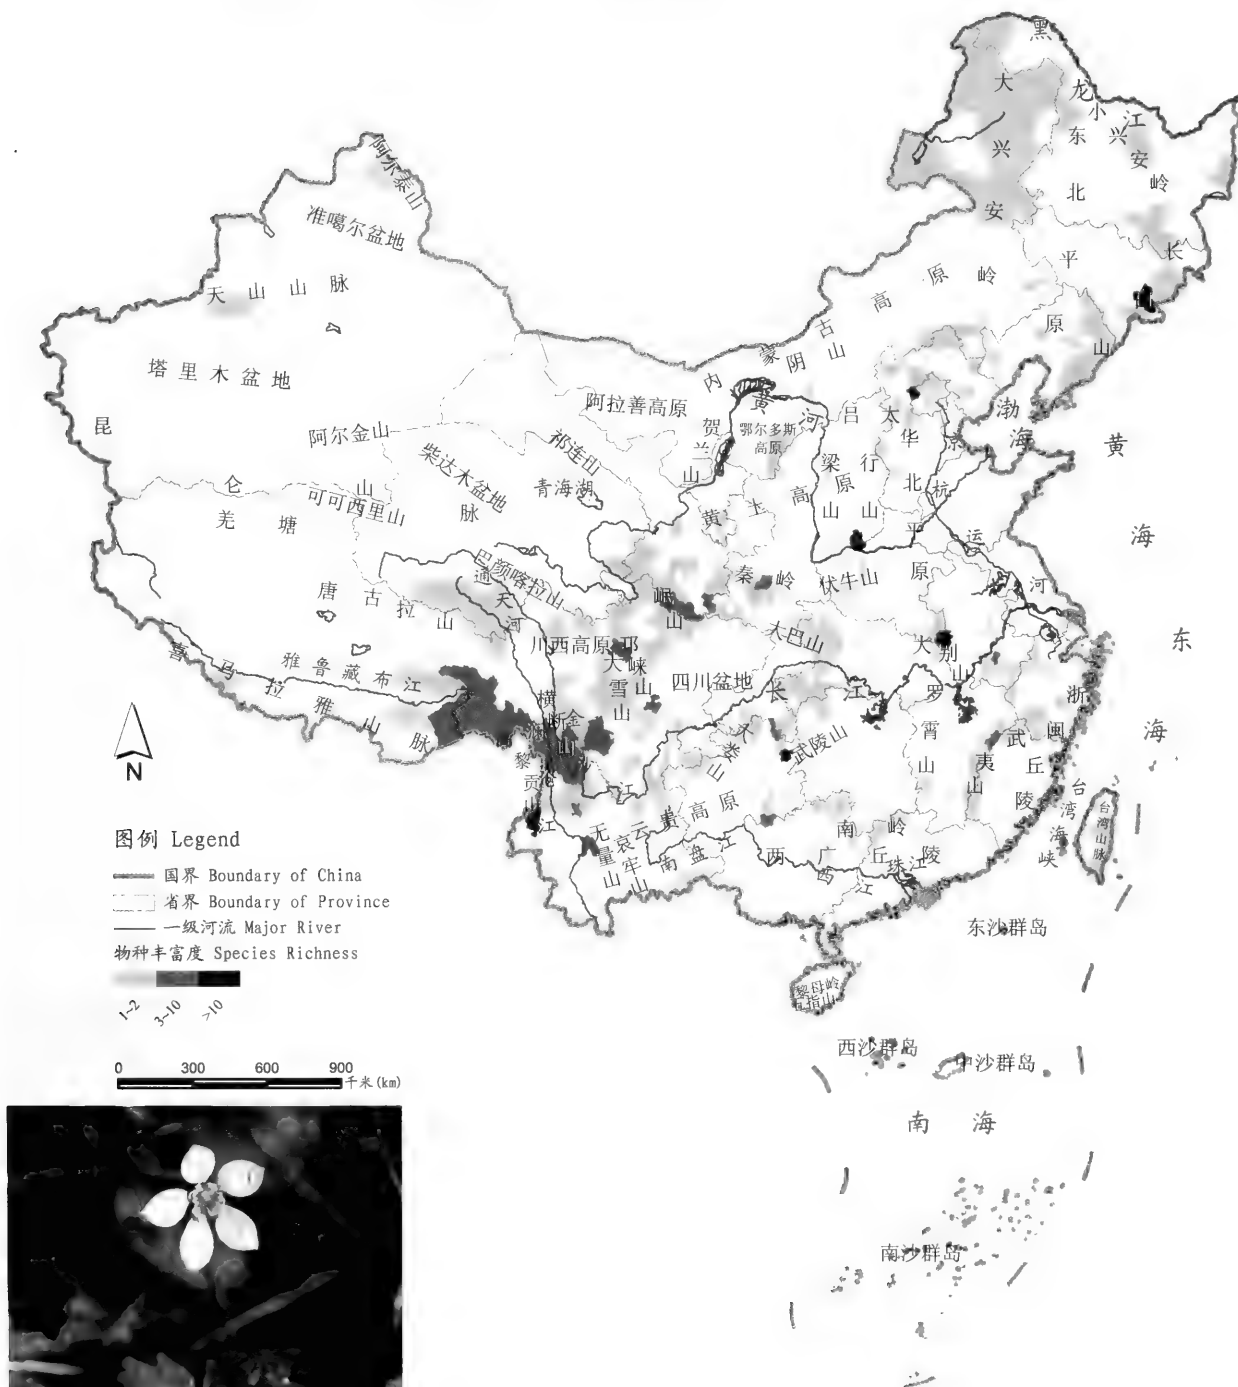 黑龙江
大兴安岭
小兴安岭
东北平原
长白山
阿尔泰山
准噶尔盆地
天山山脉
塔里木盆地
内蒙古高原
阴山
阿拉善高原
贺兰山
黄河
鄂尔多斯
高原
吕梁山
太行山
华北平原
京杭运河
渤海
黄海
昆仑山脉
阿尔金山
祁连山
柴达木盆地
青海湖
可可西里山
羌塘
黄土高原
巴颜喀拉山
通天河
秦岭
伏牛山
唐古拉山
岷山
川西高原
邛崃山
大雪山
大巴山
大别山
四川盆地
长江
喜马拉雅山脉
雅鲁藏布江
横断山
金沙江
黎贡山
武陵山
娄山
罗霄山
武夷山
浙闽丘陵
东海
台湾海峡
台湾山脉
云贵高原
无量山
哀牢山
南盘江
南岭
两广丘陵
西江
珠江
东沙群岛
黎母岭
五指山
西沙群岛
中沙群岛
南海
南沙群岛
N
图例 Legend
国界 Boundary of China
省界 Boundary of Province
一级河流 Major River
物种丰富度 Species Richness
1-2
3-10
>10
0 300 600 900
千米(km)